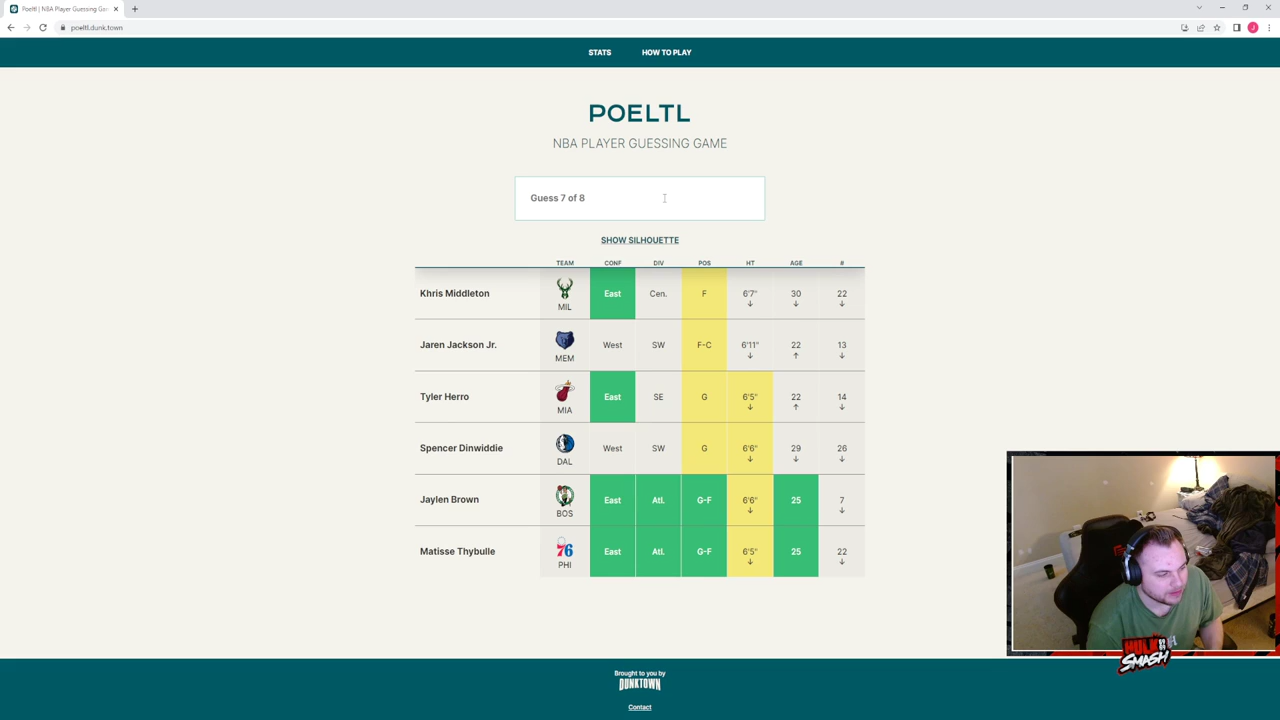 Poeltl | NBA Player Guessing Game
poeltl.dunk.town
STATS HOW TO PLAY
POELTL
NBA PLAYER GUESSING GAME
Guess 7 of 8
SHOW SILHOUETTE
TEAM CONF DIV POS HT AGE #
Khris Middleton MIL East Cen. F 6'7" ↓ 30 ↓ 22 ↓
Jaren Jackson Jr. MEM West SW F-C 6'11" ↓ 22 ↑ 13 ↓
Tyler Herro MIA East SE G 6'5" ↓ 22 ↑ 14 ↓
Spencer Dinwiddie DAL West SW G 6'6" ↓ 29 ↓ 26 ↓
Jaylen Brown BOS East Atl. G-F 6'6" ↓ 25 7 ↓
Matisse Thybulle 76 PHI East Atl. G-F 6'5" ↓ 25 22 ↓
Brought to you by
DUNKTOWN
Contact
HULK
SMASH